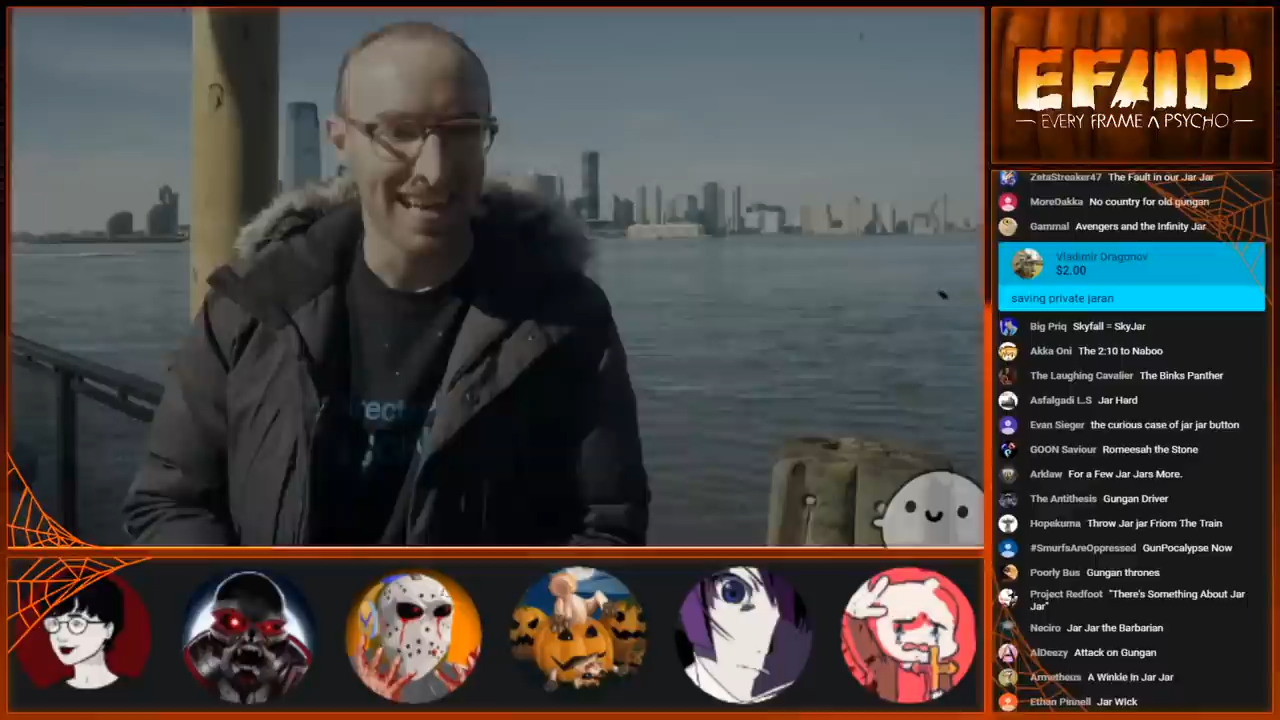 EFAP
EVERY FRAME A PSYCHO
ZetaStreaker47 The Fault in our Jar Jar
MoreDakka No country for old gungan
Gammal Avengers and the Infinity Jar
Vladimir Dragonov
$2.00
saving private jaran
Big Priq Skyfall = SkyJar
Akka Oni The 2:10 to Naboo
The Laughing Cavalier The Binks Panther
Asfalgadi L.S Jar Hard
Evan Sieger the curious case of jar jar button
GOON Saviour Romeesah the Stone
Arklaw For a Few Jar Jars More.
The Antithesis Gungan Driver
Hopekuma Throw Jar jar Friom The Train
#SmurfsAreOppressed GunPocalypse Now
Poorly Bus Gungan thrones
Project Redfoot "There's Something About Jar
Jar"
Neciro Jar Jar the Barbarian
AlDeezy Attack on Gungan
Armetheus A Winkle In Jar Jar
Ethan Pinnell Jar Wick